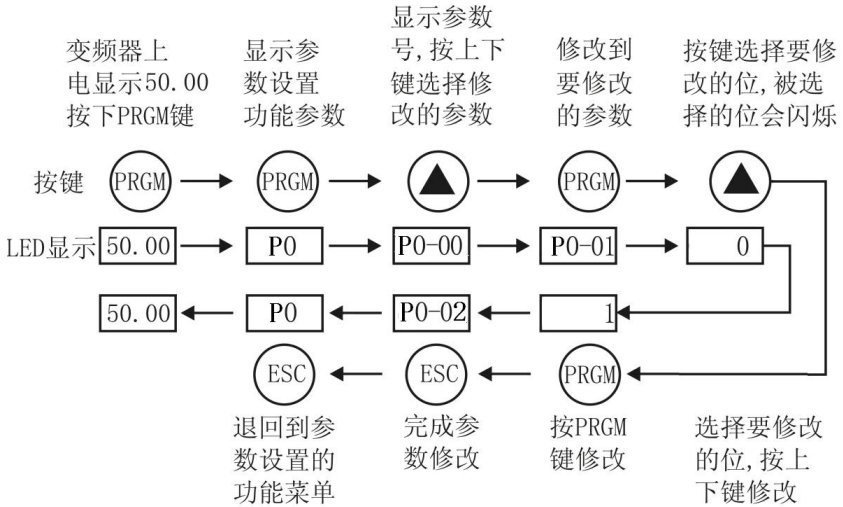 变频器上
电显示50.00
按下PRGM键
显示参
数设置
功能参数
显示参数
号,按上下
键选择修
改的参数
修改到
要修改
的参数
按键选择要修
改的位,被选
择的位会闪烁
按键 PRGM PRGM PRGM
LED显示 50.00 P0 P0-00 P0-01 0
50.00 P0 P0-02 1
ESC ESC PRGM
退回到参
数设置的
功能菜单
完成参
数修改
按PRGM
键修改
选择要修改
的位,按上
下键修改